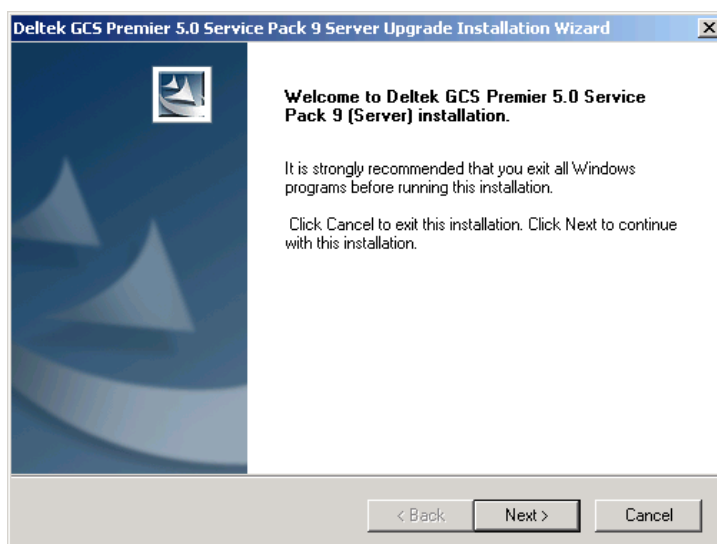 Deltek GCS Premier 5.0 Service Pack 9 Server Upgrade Installation Wizard
Welcome to Deltek GCS Premier 5.0 Service
Pack 9 (Server) installation.
It is strongly recommended that you exit all Windows
programs before running this installation.
Click Cancel to exit this installation. Click Next to continue
with this installation.
< Back
Next >
Cancel